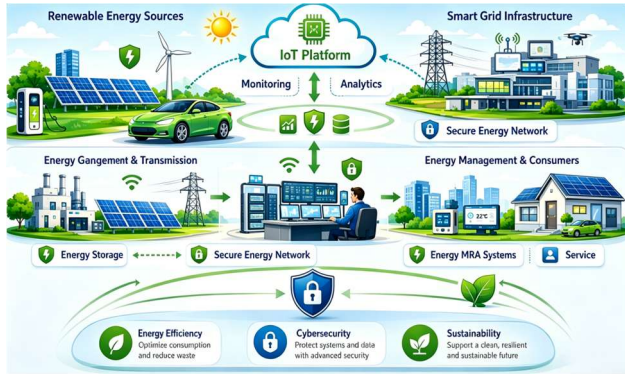 Renewable Energy Sources
IoT Platform
Smart Grid Infrastructure
Monitoring
Analytics
Secure Energy Network
Energy Gangement & Transmission
Energy Management & Consumers
22°C
Energy Storage
Secure Energy Network
Energy MRA Systems
Service
Energy Efficiency
Optimize consumption
and reduce waste
Cybersecurity
Protect systems and data
with advanced security
Sustainability
Support a clean, resilient
and sustainable future